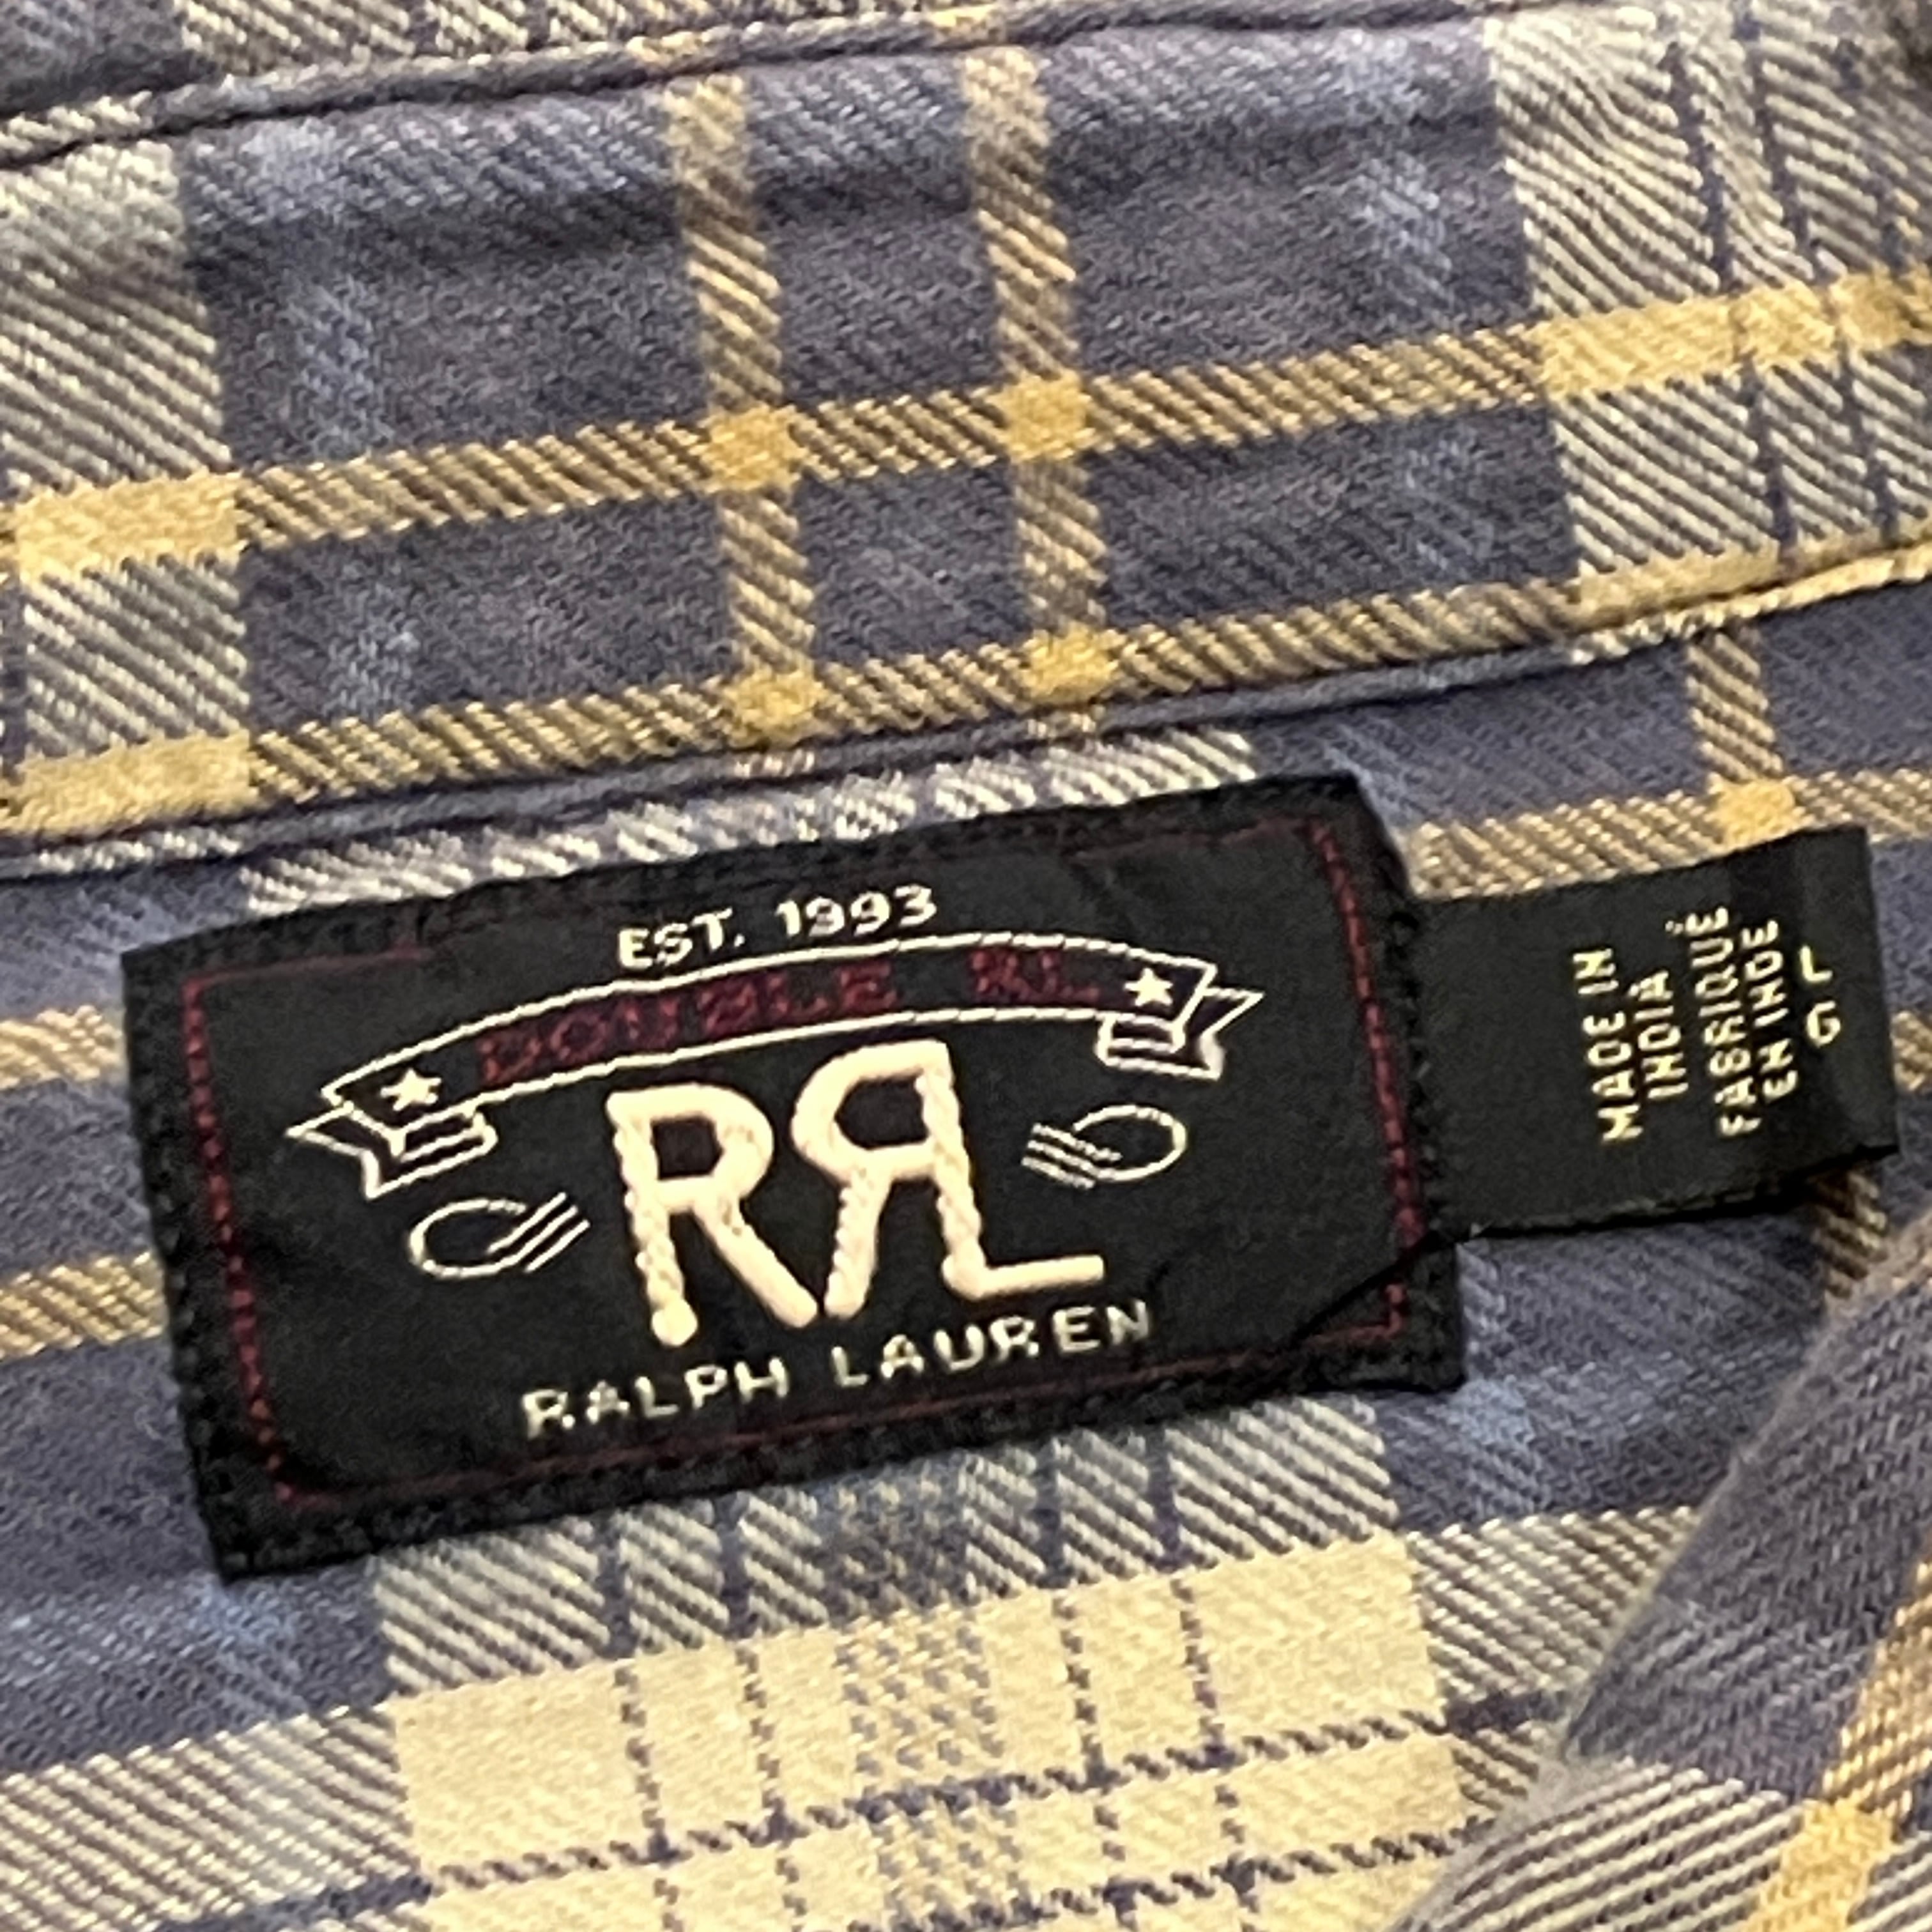 EST. 1993
DOUBLE RL
RRL
RALPH LAUREN
MADE IN
INDIA
FABRIQUÉ
EN INDE
L
G